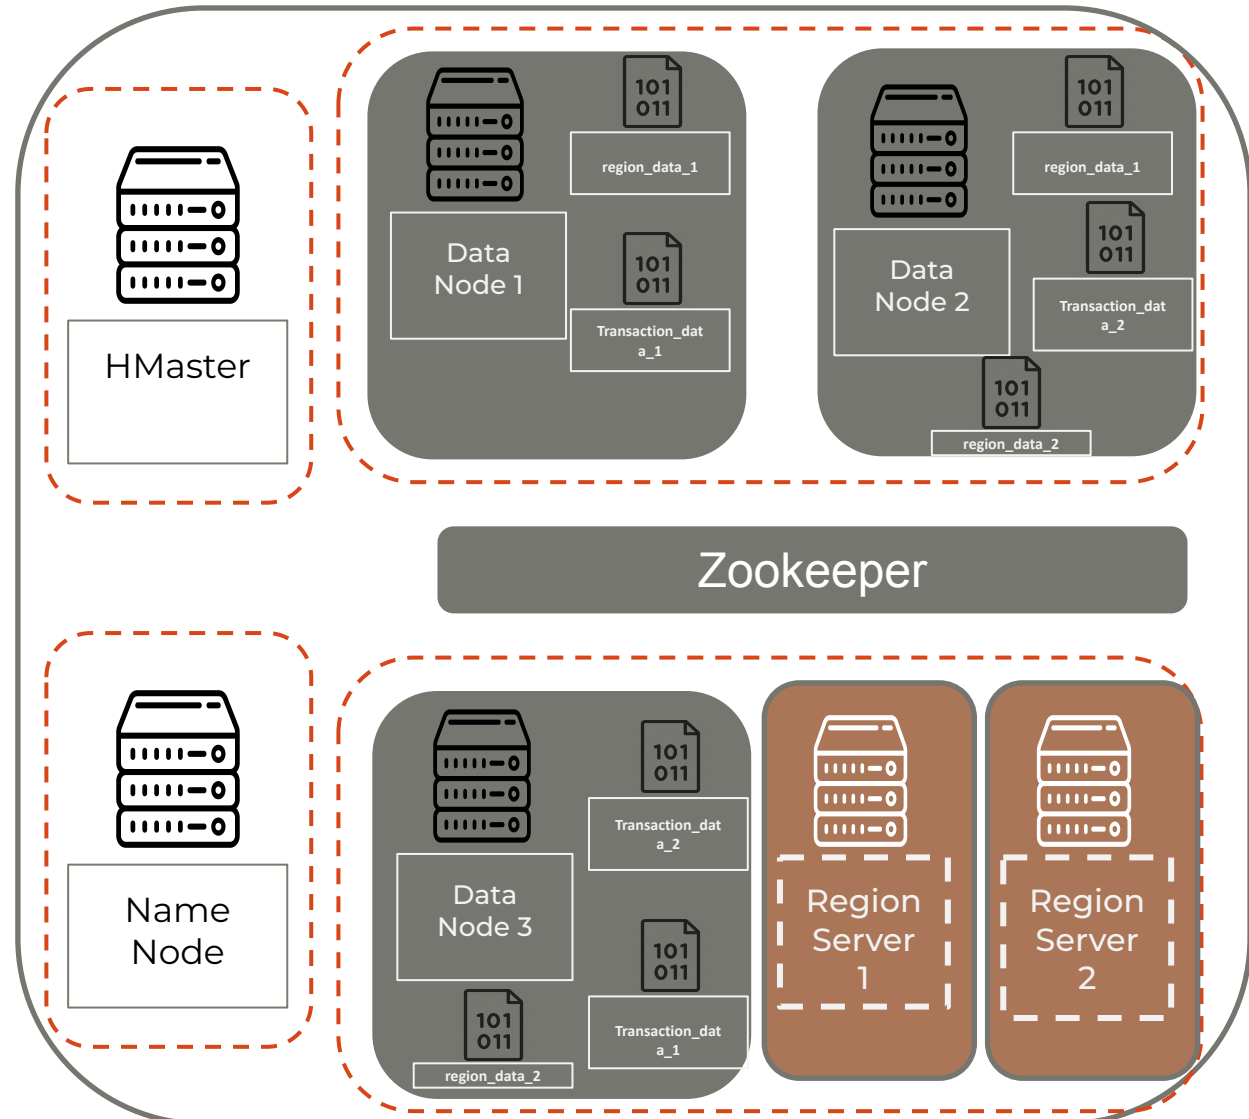 HMaster
101
011
region_data_1
Data
Node 1
101
011
Transaction_dat
a_1
101
011
region_data_1
Data
Node 2
101
011
Transaction_dat
a_2
101
011
region_data_2
Zookeeper
Name
Node
101
011
Transaction_dat
a_2
Data
Node 3
101
011
Transaction_dat
a_1
101
011
region_data_2
Region
Server
1
Region
Server
2